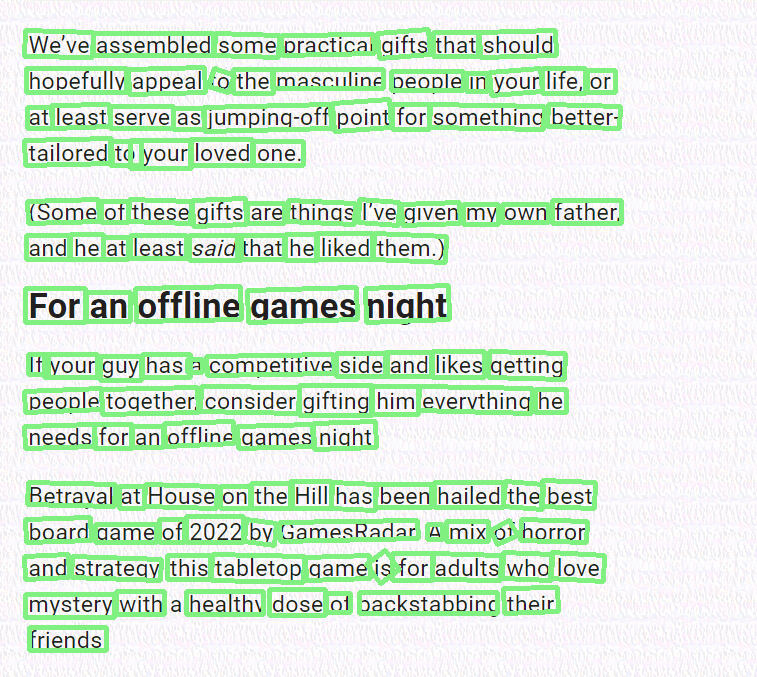 We've assembled some practical gifts that should
hopefully appeal to the masculine people in your life, or
at least serve as jumping-off point for something better-
tailored to your loved one.
(Some of these gifts are things I've given my own father,
and he at least said that he liked them.)
For an offline games night
If your guy has a competitive side and likes getting
people together, consider gifting him everything he
needs for an offline games night
Betrayal at House on the Hill has been hailed the best
board game of 2022 by GamesRadar A mix of horror
and strategy this tabletop game is for adults who love
mystery with a healthy dose of backstabbing their
friends